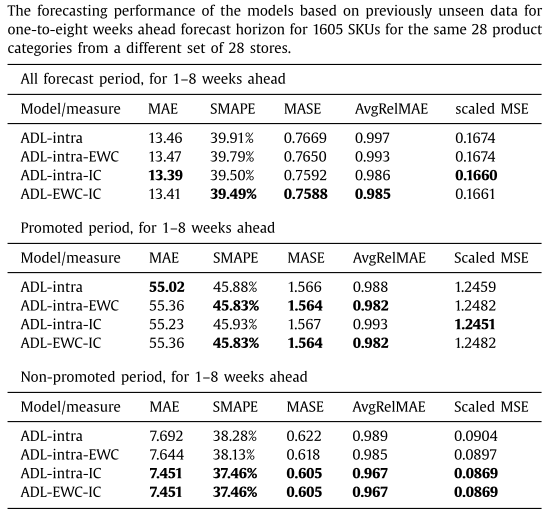 The forecasting performance of the models based on previously unseen data for
one-to-eight weeks ahead forecast horizon for 1605 SKUs for the same 28 product
categories from a different set of 28 stores.
All forecast period, for 1–8 weeks ahead
Model/measure MAE SMAPE MASE AvgRelMAE scaled MSE
ADL-intra 13.46 39.91% 0.7669 0.997 0.1674
ADL-intra-EWC 13.47 39.79% 0.7650 0.993 0.1674
ADL-intra-IC 13.39 39.50% 0.7592 0.986 0.1660
ADL-EWC-IC 13.41 39.49% 0.7588 0.985 0.1661
Promoted period, for 1–8 weeks ahead
Model/measure MAE SMAPE MASE AvgRelMAE Scaled MSE
ADL-intra 55.02 45.88% 1.566 0.988 1.2459
ADL-intra-EWC 55.36 45.83% 1.564 0.982 1.2482
ADL-intra-IC 55.23 45.93% 1.567 0.993 1.2451
ADL-EWC-IC 55.36 45.83% 1.564 0.982 1.2482
Non-promoted period, for 1–8 weeks ahead
Model/measure MAE SMAPE MASE AvgRelMAE Scaled MSE
ADL-intra 7.692 38.28% 0.622 0.989 0.0904
ADL-intra-EWC 7.644 38.13% 0.618 0.985 0.0897
ADL-intra-IC 7.451 37.46% 0.605 0.967 0.0869
ADL-EWC-IC 7.451 37.46% 0.605 0.967 0.0869